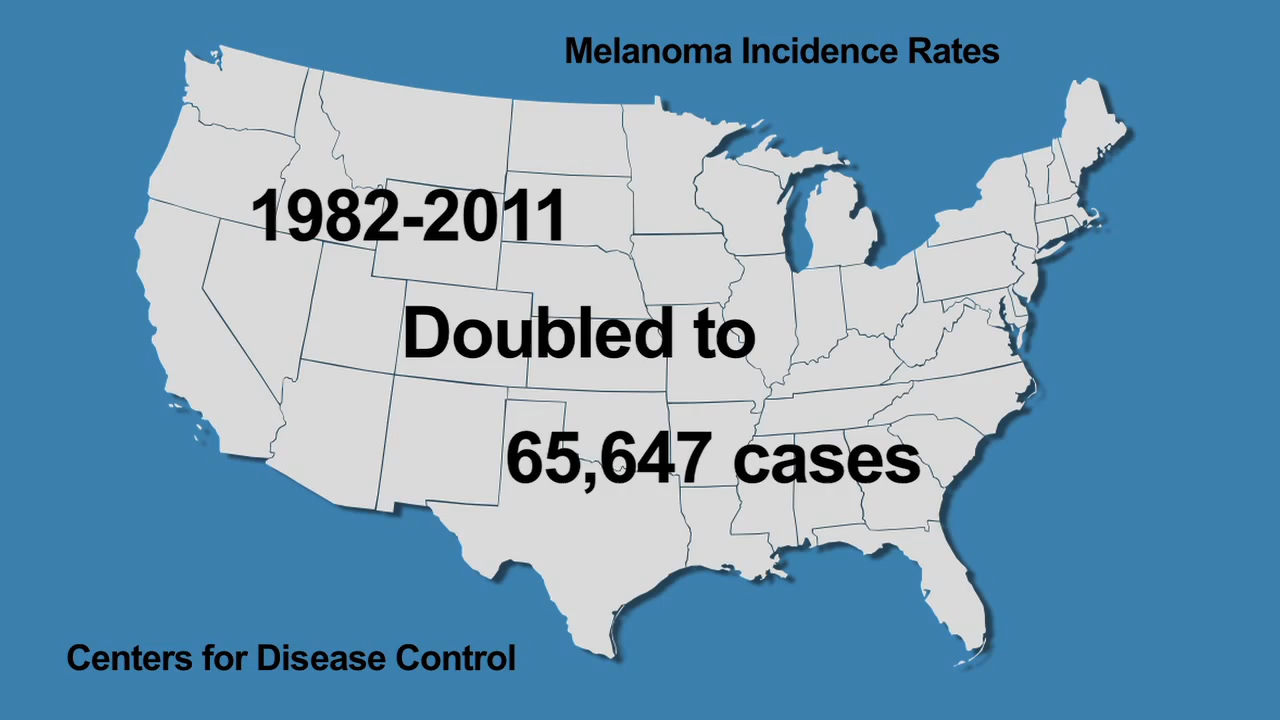 Melanoma Incidence Rates
1982-2011
Doubled to
65,647 cases
Centers for Disease Control